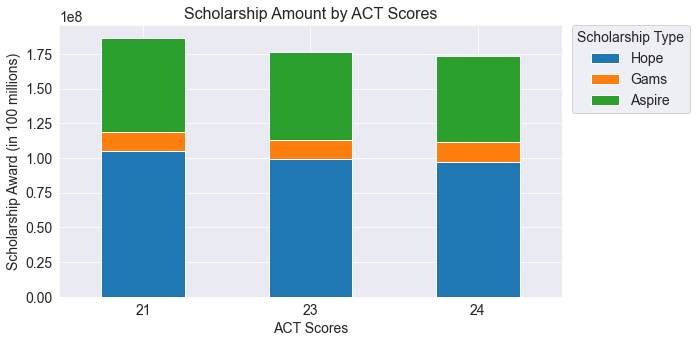 Scholarship Amount by ACT Scores
1e8
Scholarship Type
Hope
Gams
Aspire
1.75
1.50
1.25
1.00
0.75
0.50
0.25
0.00
Scholarship Award (in 100 millions)
21
23
24
ACT Scores